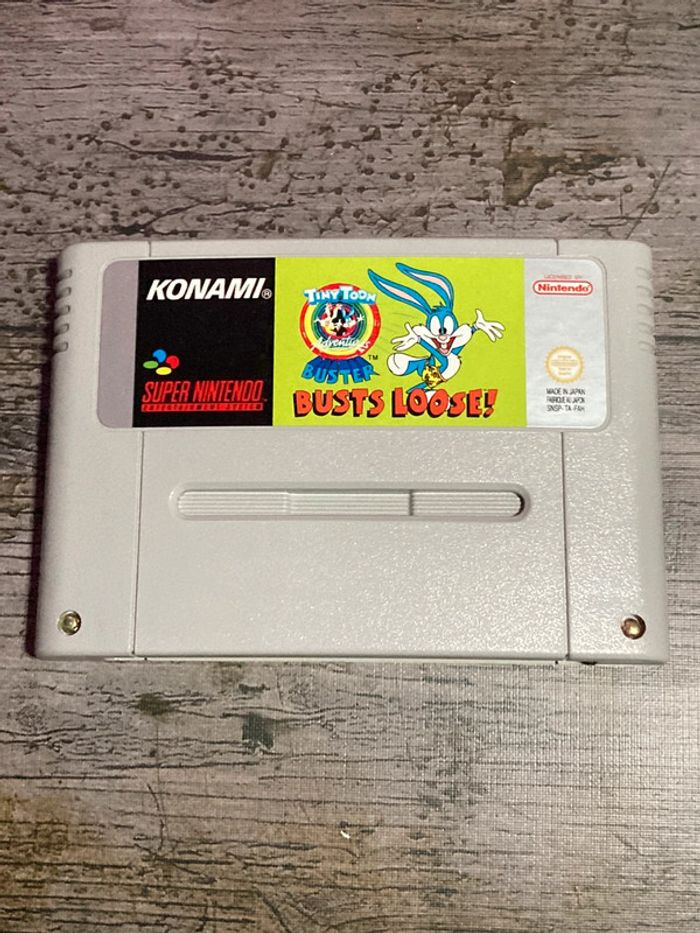 KONAMI®
SUPER NINTENDO
ENTERTAINMENT SYSTEM
TINY TOON
Adventures
BUSTER
TM
BUSTS LOOSE!
LICENSED BY
Nintendo
MADE IN JAPAN
FABRIQUE AU JAPON
SNSP-TA-FAH